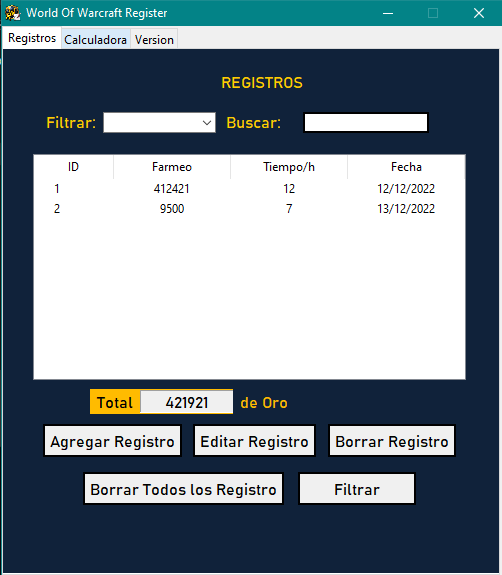 World Of Warcraft Register
Registros Calculadora Version
REGISTROS
Filtrar: Buscar:
ID Farmeo Tiempo/h Fecha
1 412421 12 12/12/2022
2 9500 7 13/12/2022
Total 421921 de Oro
Agregar Registro Editar Registro Borrar Registro
Borrar Todos los Registro Filtrar